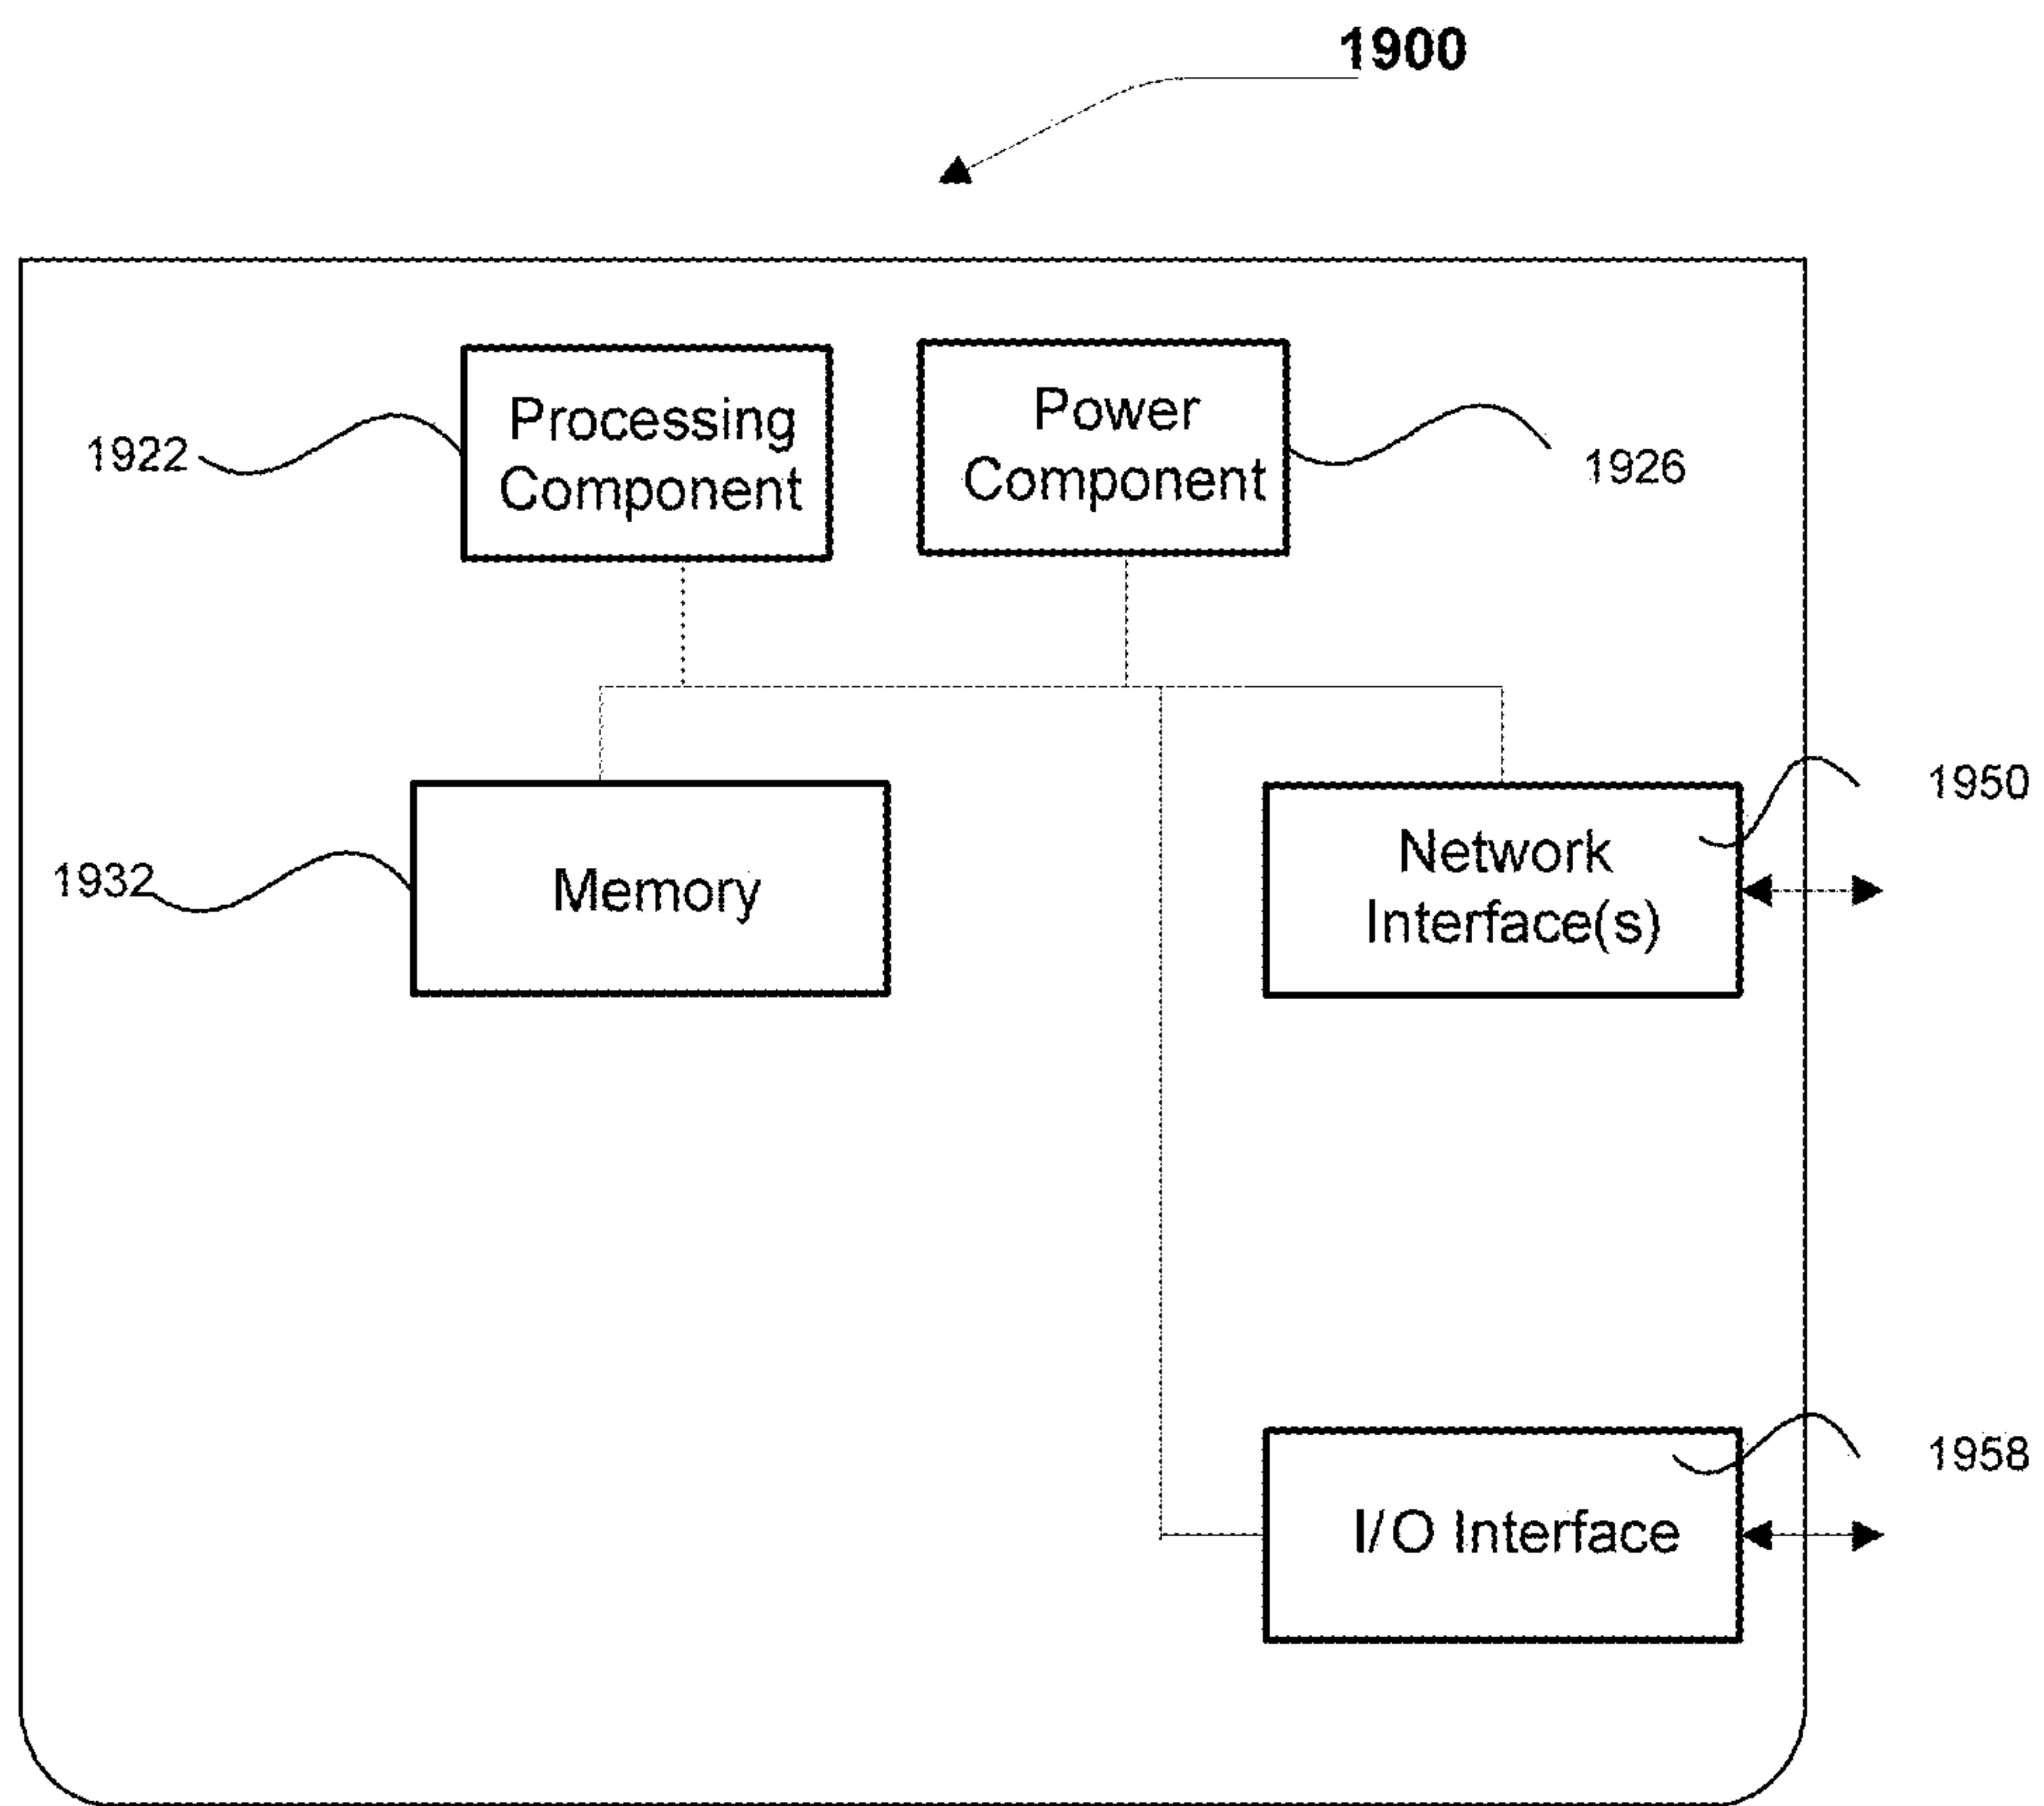 1900
Processing
Component
Power
Component
1922
1926
Memory
1932
Network
Interface(s)
1950
I/O Interface
1958